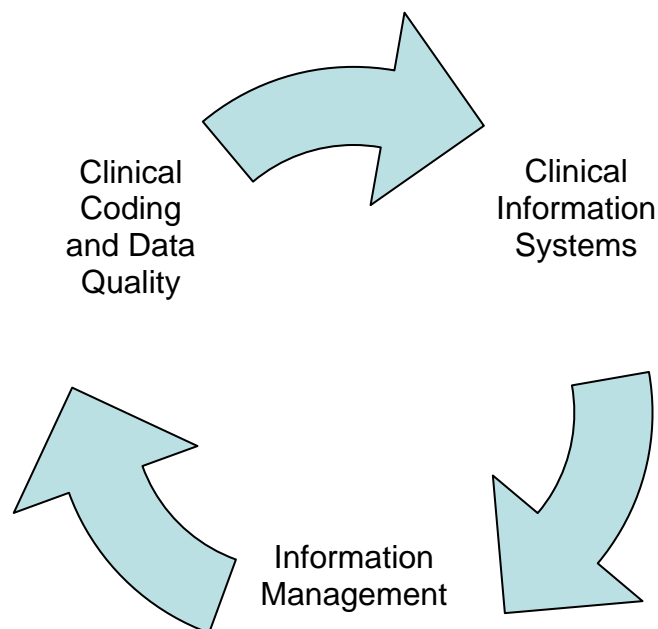 Clinical
Coding
and Data
Quality
Clinical
Information
Systems
Information
Management